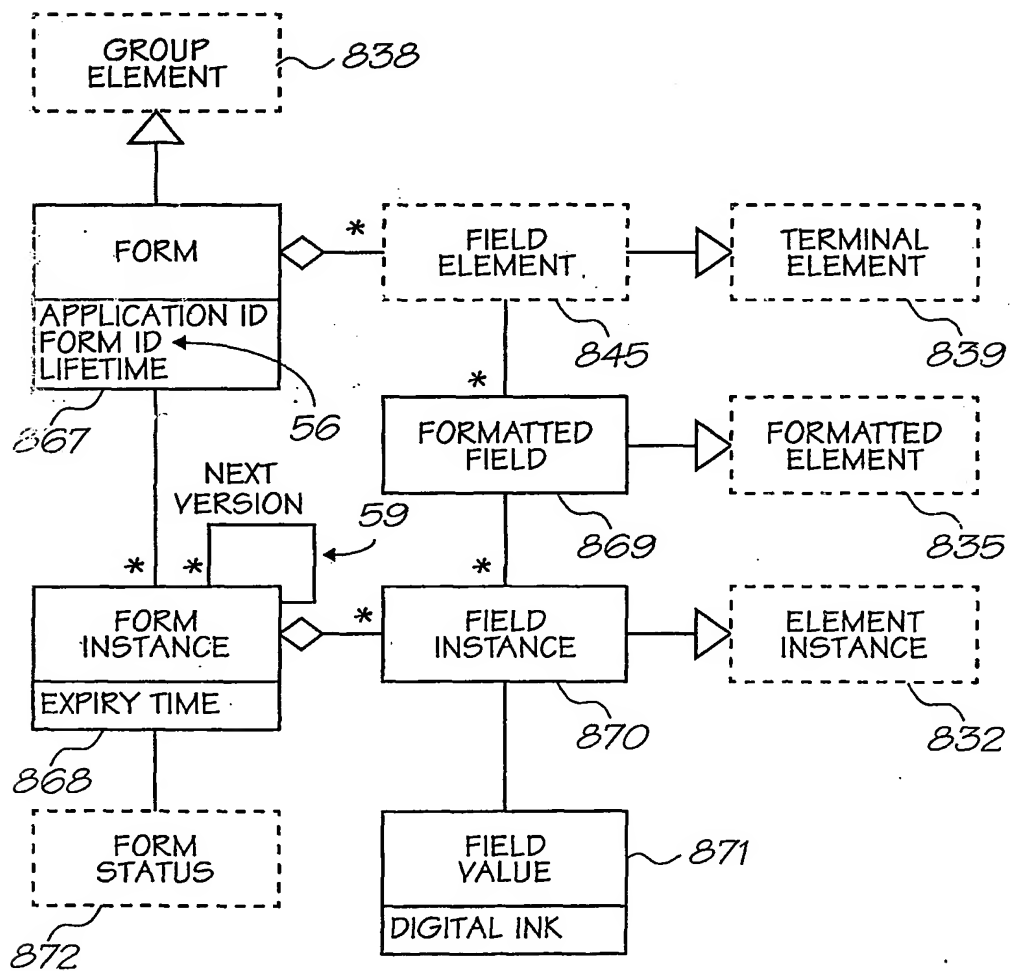 GROUP
ELEMENT
838
FORM
APPLICATION ID
FORM ID
LIFETIME
867
56
*
FIELD
ELEMENT
845
TERMINAL
ELEMENT
839
*
FORMATTED
FIELD
869
FORMATTED
ELEMENT
835
NEXT
VERSION
59
* *
FORM
INSTANCE
EXPIRY TIME
868
*
*
FIELD
INSTANCE
870
ELEMENT
INSTANCE
832
FORM
STATUS
872
FIELD
VALUE
DIGITAL INK
871